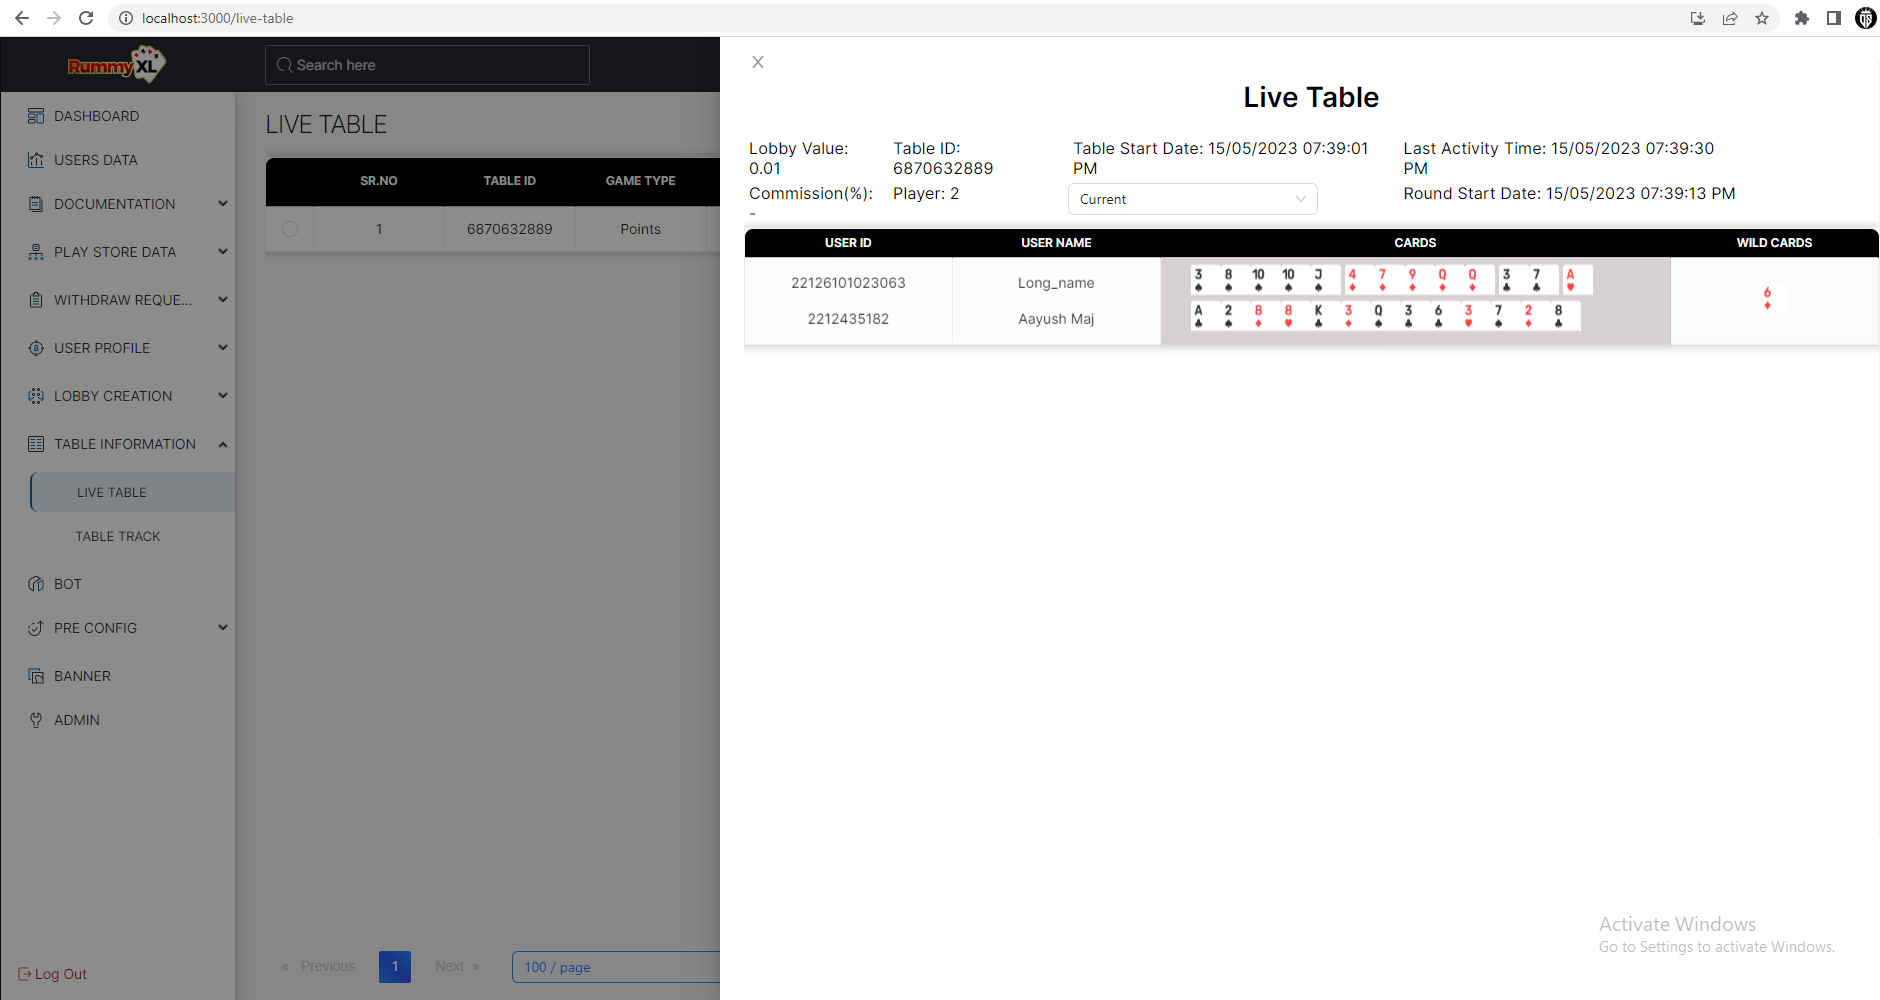 localhost:3000/live-table
RummyXL
Search here
DASHBOARD
USERS DATA
DOCUMENTATION
PLAY STORE DATA
WITHDRAW REQUE...
USER PROFILE
LOBBY CREATION
TABLE INFORMATION
LIVE TABLE
TABLE TRACK
BOT
PRE CONFIG
BANNER
ADMIN
Log Out
LIVE TABLE
SR.NO TABLE ID GAME TYPE
1 6870632889 Points
« Previous 1 Next » 100 / page
X
Live Table
Lobby Value: 0.01
Table ID: 6870632889
Table Start Date: 15/05/2023 07:39:01 PM
Last Activity Time: 15/05/2023 07:39:30 PM
Commission(%): -
Player: 2
Current
Round Start Date: 15/05/2023 07:39:13 PM
USER ID USER NAME CARDS WILD CARDS
22126101023063 Long_name 3♠ 8♠ 10♠ 10♠ J♠ 4♦ 7♦ 9♦ Q♦ Q♦ 3♣ 7♣ A♥
6♦
2212435182 Aayush Maj A♣ 2♠ 8♦ 8♥ K♣ 3♦ Q♠ 3♣ 6♣ 3♥ 7♠ 2♦ 8♣
Activate Windows
Go to Settings to activate Windows.